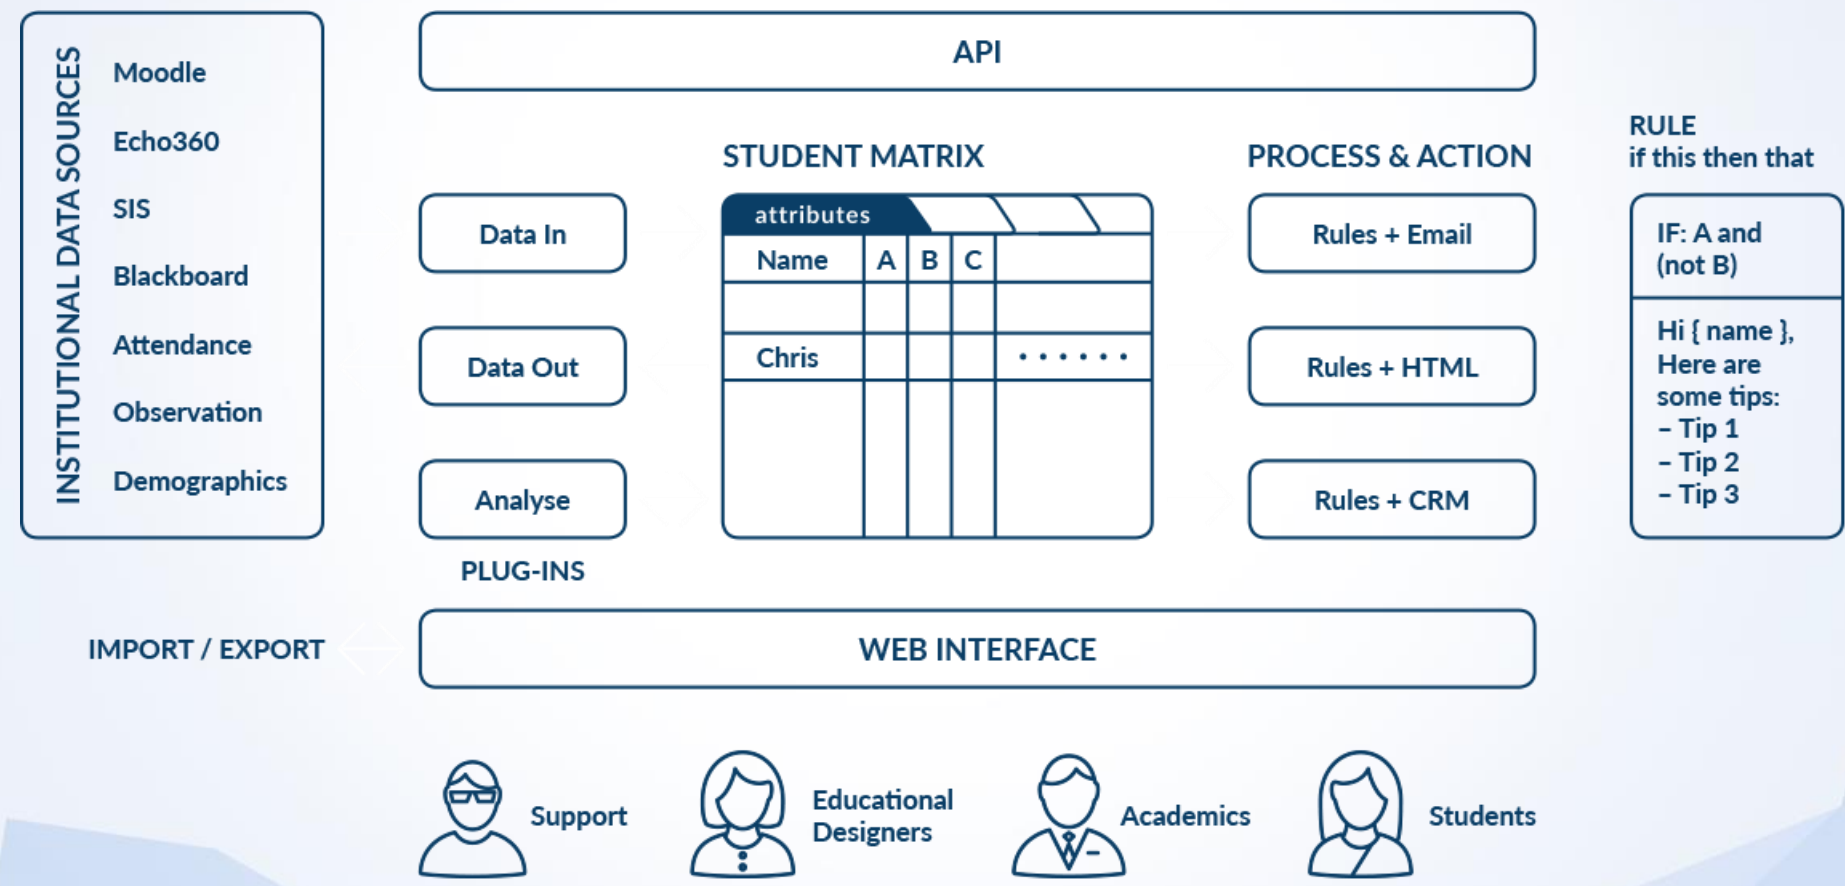 INSTITUTIONAL DATA SOURCES
Moodle
Echo360
SIS
Blackboard
Attendance
Observation
Demographics
API
Data In
Data Out
Analyse
PLUG-INS
STUDENT MATRIX
attributes
Name A B C
Chris ......
PROCESS & ACTION
Rules + Email
Rules + HTML
Rules + CRM
RULE
if this then that
IF: A and
(not B)
Hi { name },
Here are
some tips:
– Tip 1
– Tip 2
– Tip 3
IMPORT / EXPORT
WEB INTERFACE
Support
Educational
Designers
Academics
Students